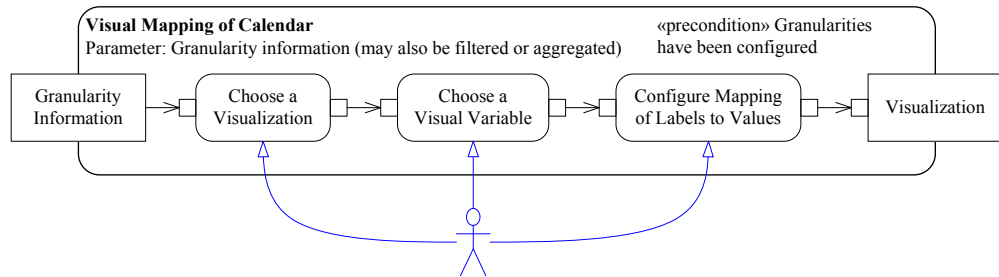 Visual Mapping of Calendar
Parameter: Granularity information (may also be filtered or aggregated)
«precondition» Granularities
have been configured
Granularity
Information
Choose a
Visualization
Choose a
Visual Variable
Configure Mapping
of Labels to Values
Visualization